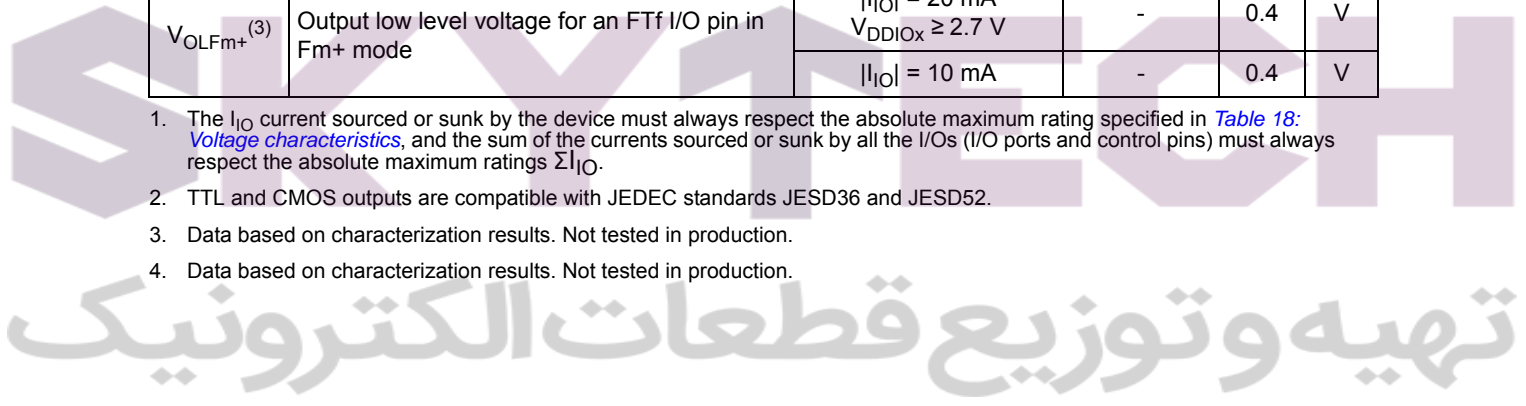 |I_IO| = 20 mA
V_OLFm+(3) Output low level voltage for an FTf I/O pin in Fm+ mode V_DDIOx ≥ 2.7 V - 0.4 V
|I_IO| = 10 mA - 0.4 V
1. The I_IO current sourced or sunk by the device must always respect the absolute maximum rating specified in Table 18:
Voltage characteristics, and the sum of the currents sourced or sunk by all the I/Os (I/O ports and control pins) must always
respect the absolute maximum ratings ΣI_IO.
2. TTL and CMOS outputs are compatible with JEDEC standards JESD36 and JESD52.
3. Data based on characterization results. Not tested in production.
4. Data based on characterization results. Not tested in production.
SKYTECH
تهیه و توزیع قطعات الکترونیک